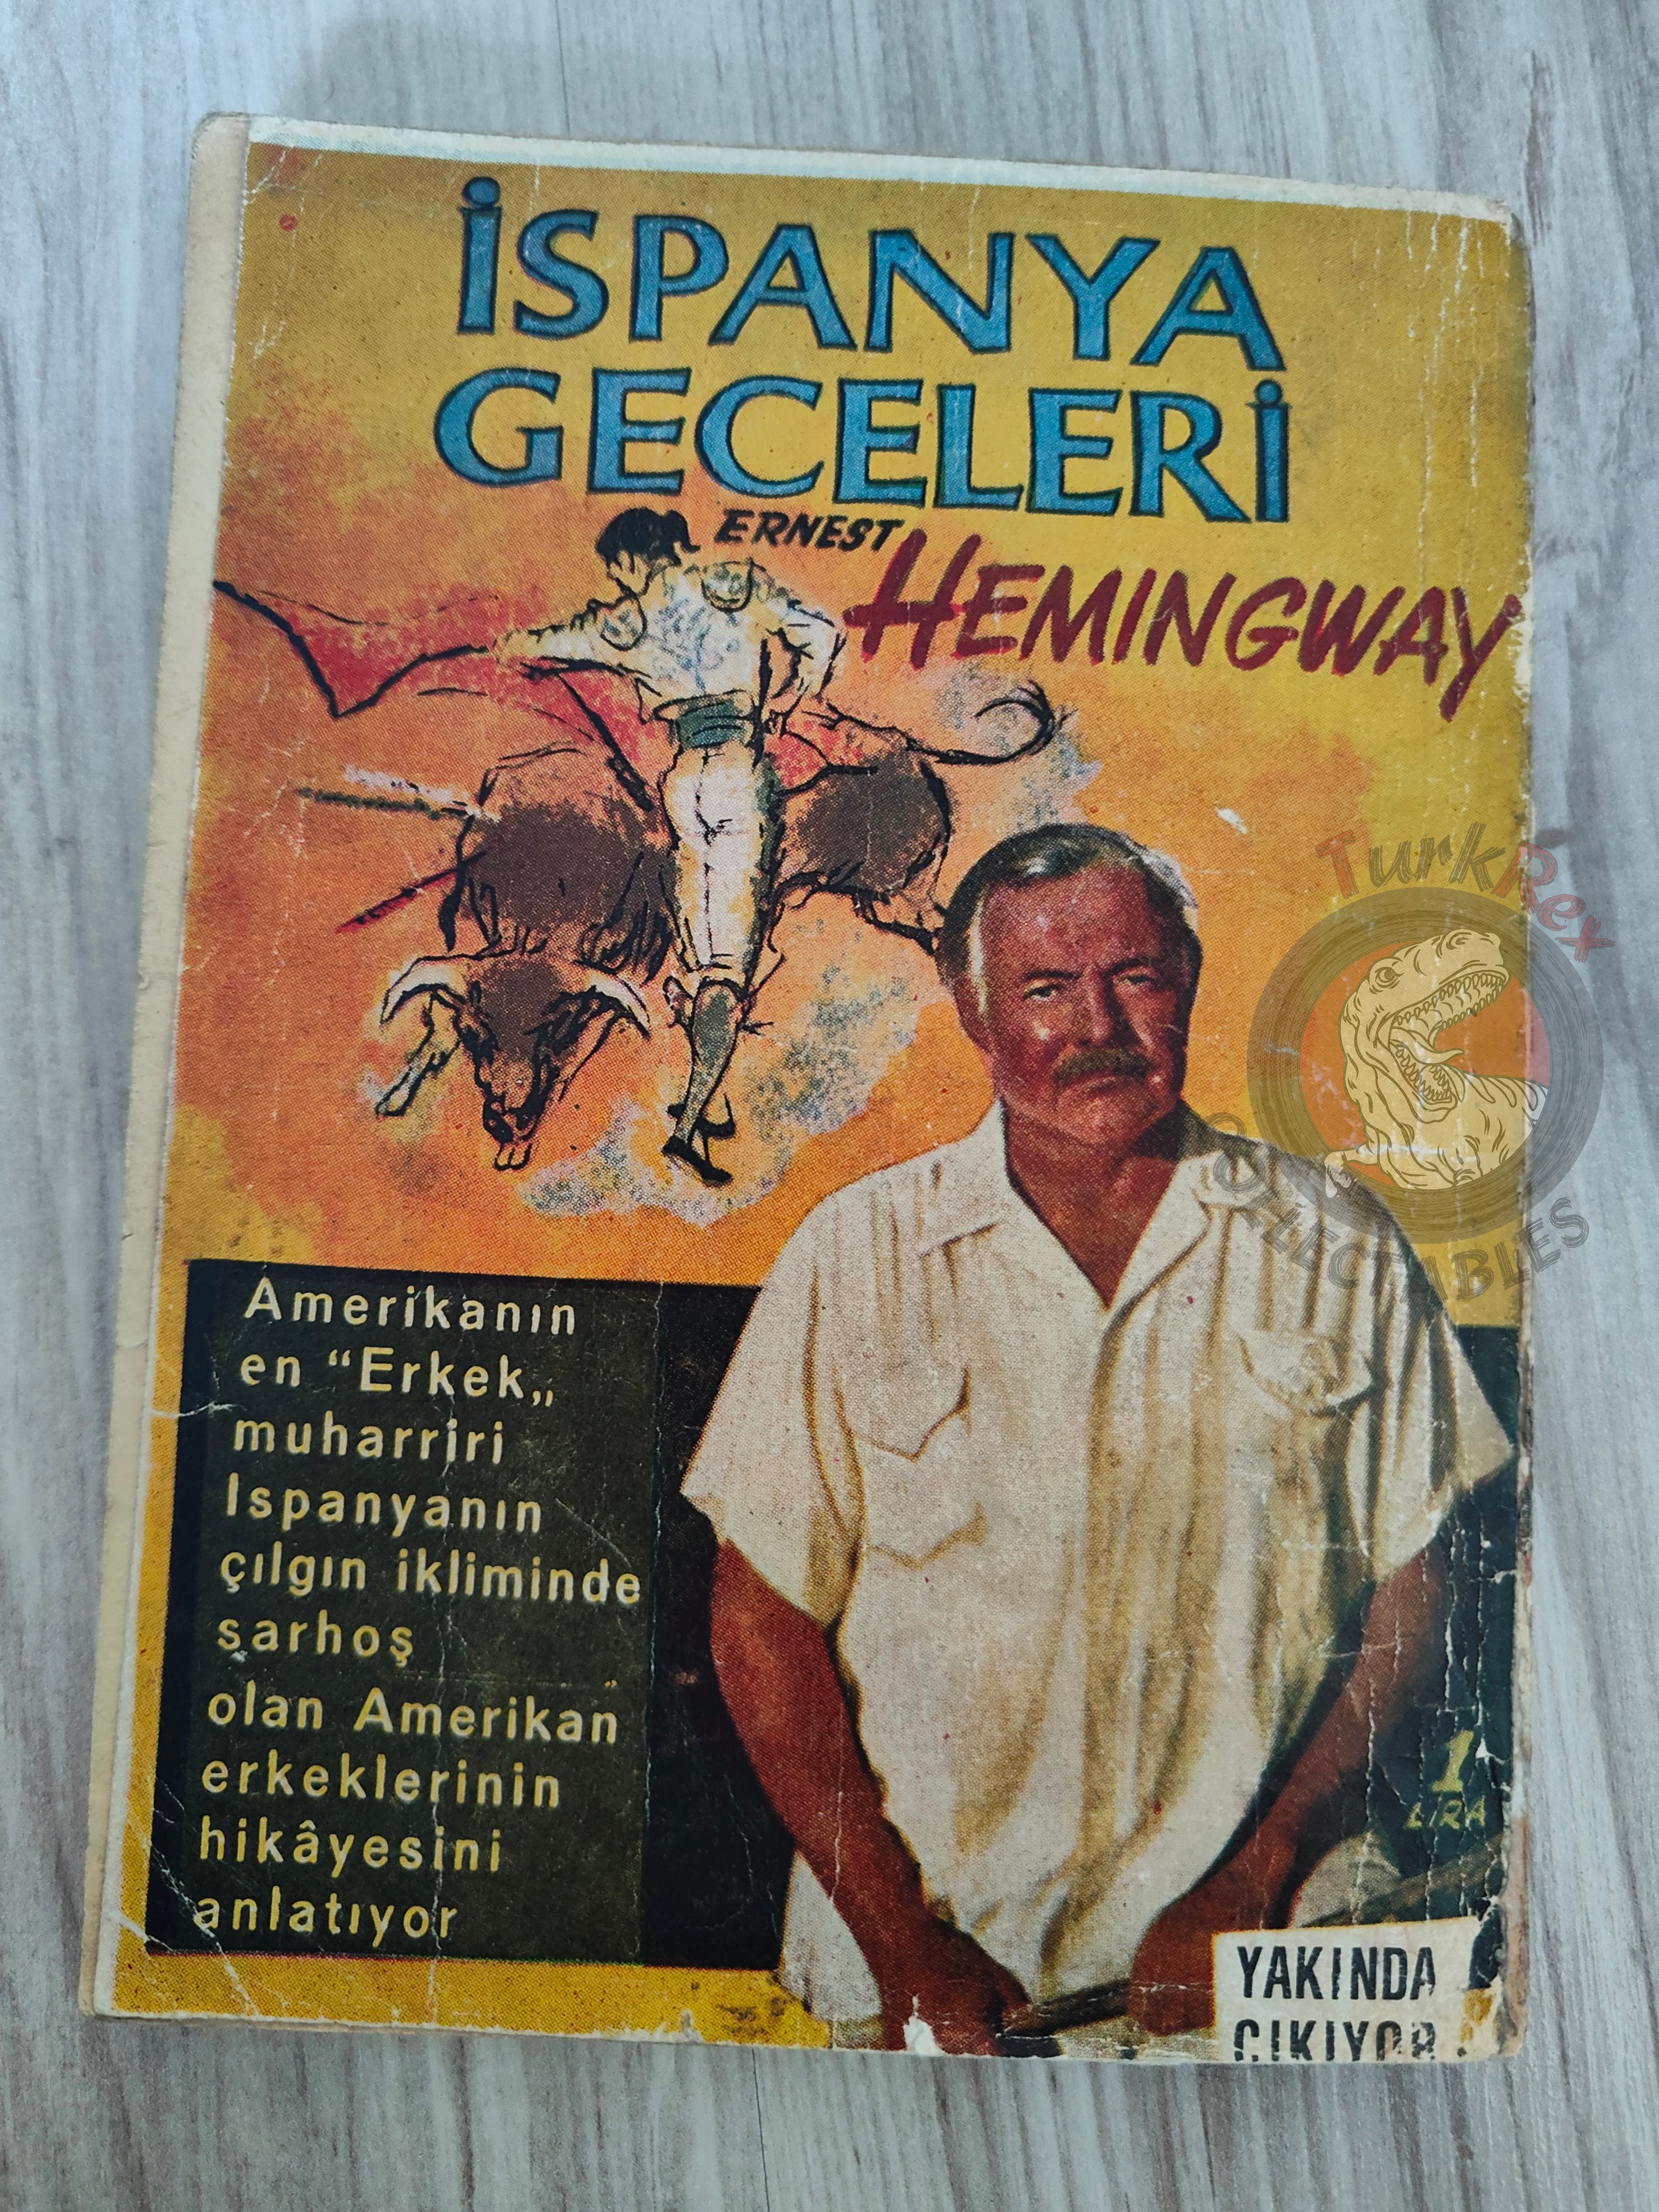 İSPANYA
GECELERİ
ERNEST
HEMINGWAY
TurkRex
COLLECTABLES
Amerikanın
en “Erkek„
muharriri
Ispanyanın
çılgın ikliminde
sarhoş
olan Amerikan
erkeklerinin
hikâyesini
anlatıyor
1
LİRA
YAKINDA
ÇIKIYOR